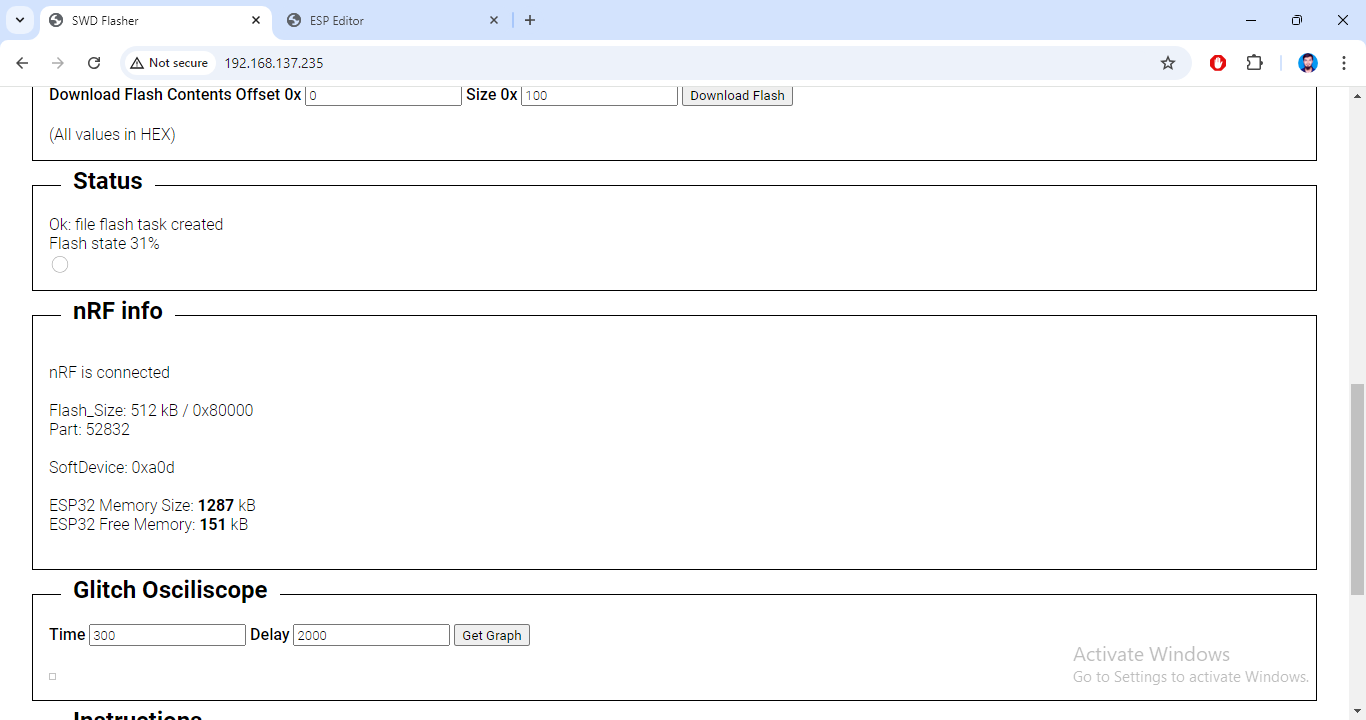 SWD Flasher
ESP Editor
Not secure 192.168.137.235
Download Flash Contents Offset 0x 0 Size 0x 100 Download Flash
(All values in HEX)
Status
Ok: file flash task created
Flash state 31%
nRF info
nRF is connected
Flash_Size: 512 kB / 0x80000
Part: 52832
SoftDevice: 0xa0d
ESP32 Memory Size: 1287 kB
ESP32 Free Memory: 151 kB
Glitch Osciliscope
Time 300 Delay 2000 Get Graph
Activate Windows
Go to Settings to activate Windows.
Instructions